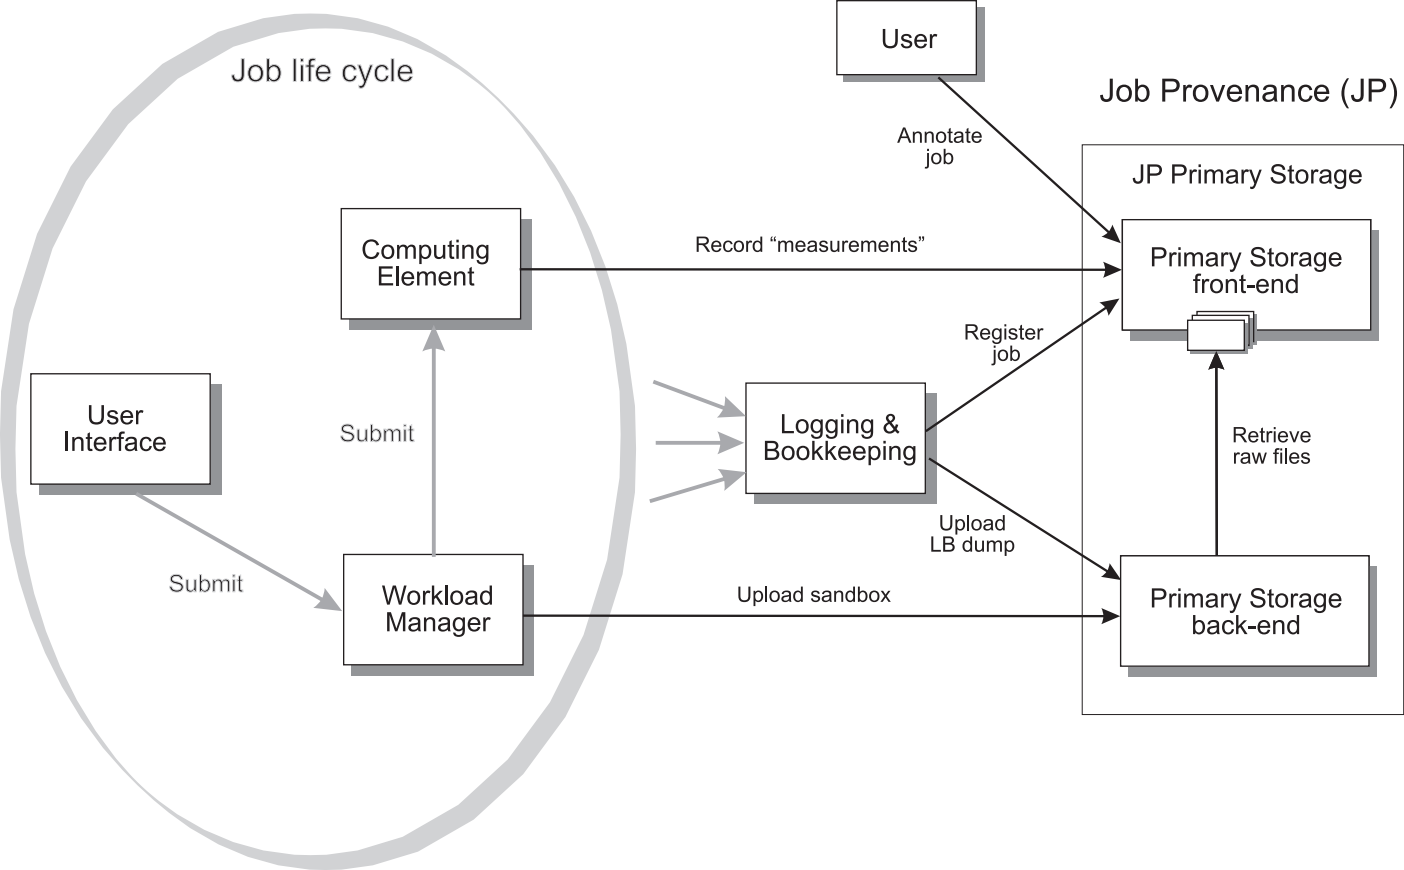 User
Job life cycle
Job Provenance (JP)
Annotate
job
JP Primary Storage
Computing
Element
Record “measurements”
Primary Storage
front-end
Register
job
User
Interface
Submit
Logging &
Bookkeeping
Retrieve
raw files
Upload
LB dump
Submit
Workload
Manager
Upload sandbox
Primary Storage
back-end